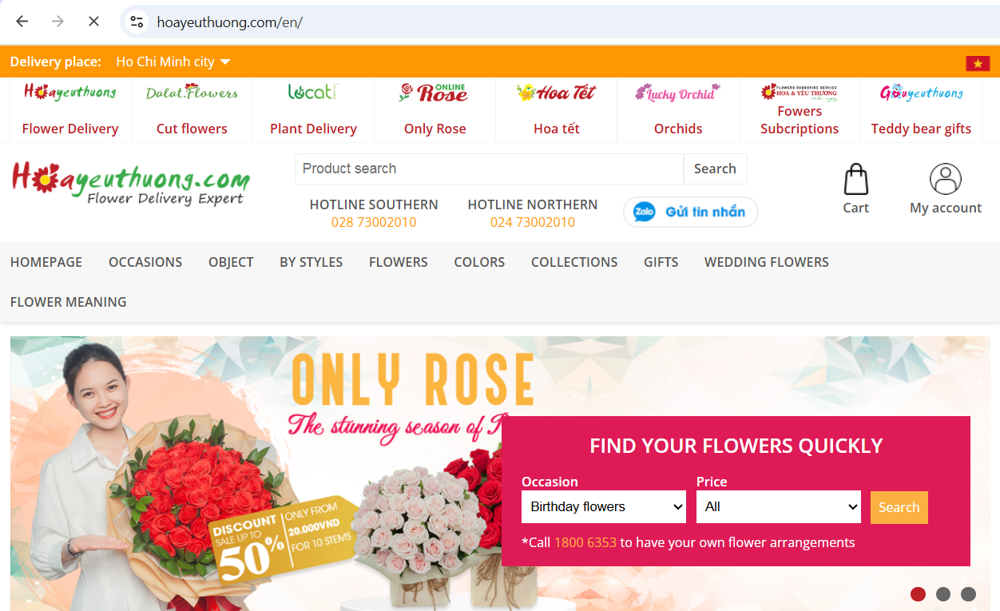 hoayeuthuong.com/en/
Delivery place: Ho Chi Minh city
Hoayeuthuong
Flower Delivery
Dalat.Flowers
Cut flowers
Locati
Plant Delivery
ONLINE
Rose
Only Rose
Hoa Tết
Hoa tết
Lucky Orchid
Orchids
FLOWERS SUBSCRIBE SERVICE
HOA & YÊU THƯƠNG
Fowers
Subcriptions
Gauyeuthuong
Teddy bear gifts
Hoayeuthuong.com
Flower Delivery Expert
Product search Search
HOTLINE SOUTHERN
028 73002010
HOTLINE NORTHERN
024 73002010
Zalo Gửi tin nhắn
Cart
My account
HOMEPAGE OCCASIONS OBJECT BY STYLES FLOWERS COLORS COLLECTIONS GIFTS WEDDING FLOWERS
FLOWER MEANING
ONLY ROSE
The stunning season of
DISCOUNT
SALE UP TO
50%
ONLY FROM
20.000VND
FOR 10 STEMS
FIND YOUR FLOWERS QUICKLY
Occasion Price
Birthday flowers All Search
*Call 1800 6353 to have your own flower arrangements